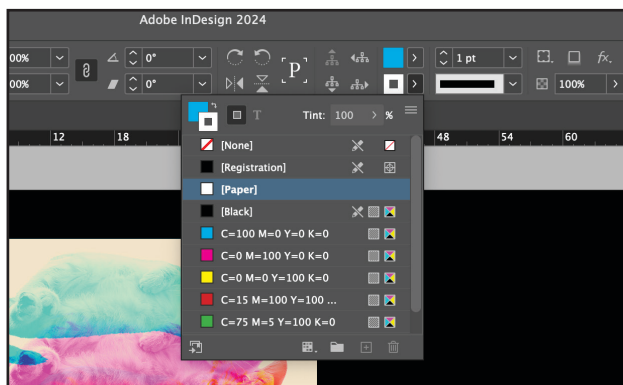 Adobe InDesign 2024
00% 0° P 1 pt fx.
00% 0° 100%
T Tint: 100 > %
12 18 48 54 60
[None]
[Registration]
[Paper]
[Black]
C=100 M=0 Y=0 K=0
C=0 M=100 Y=0 K=0
C=0 M=0 Y=100 K=0
C=15 M=100 Y=100 ...
C=75 M=5 Y=100 K=0